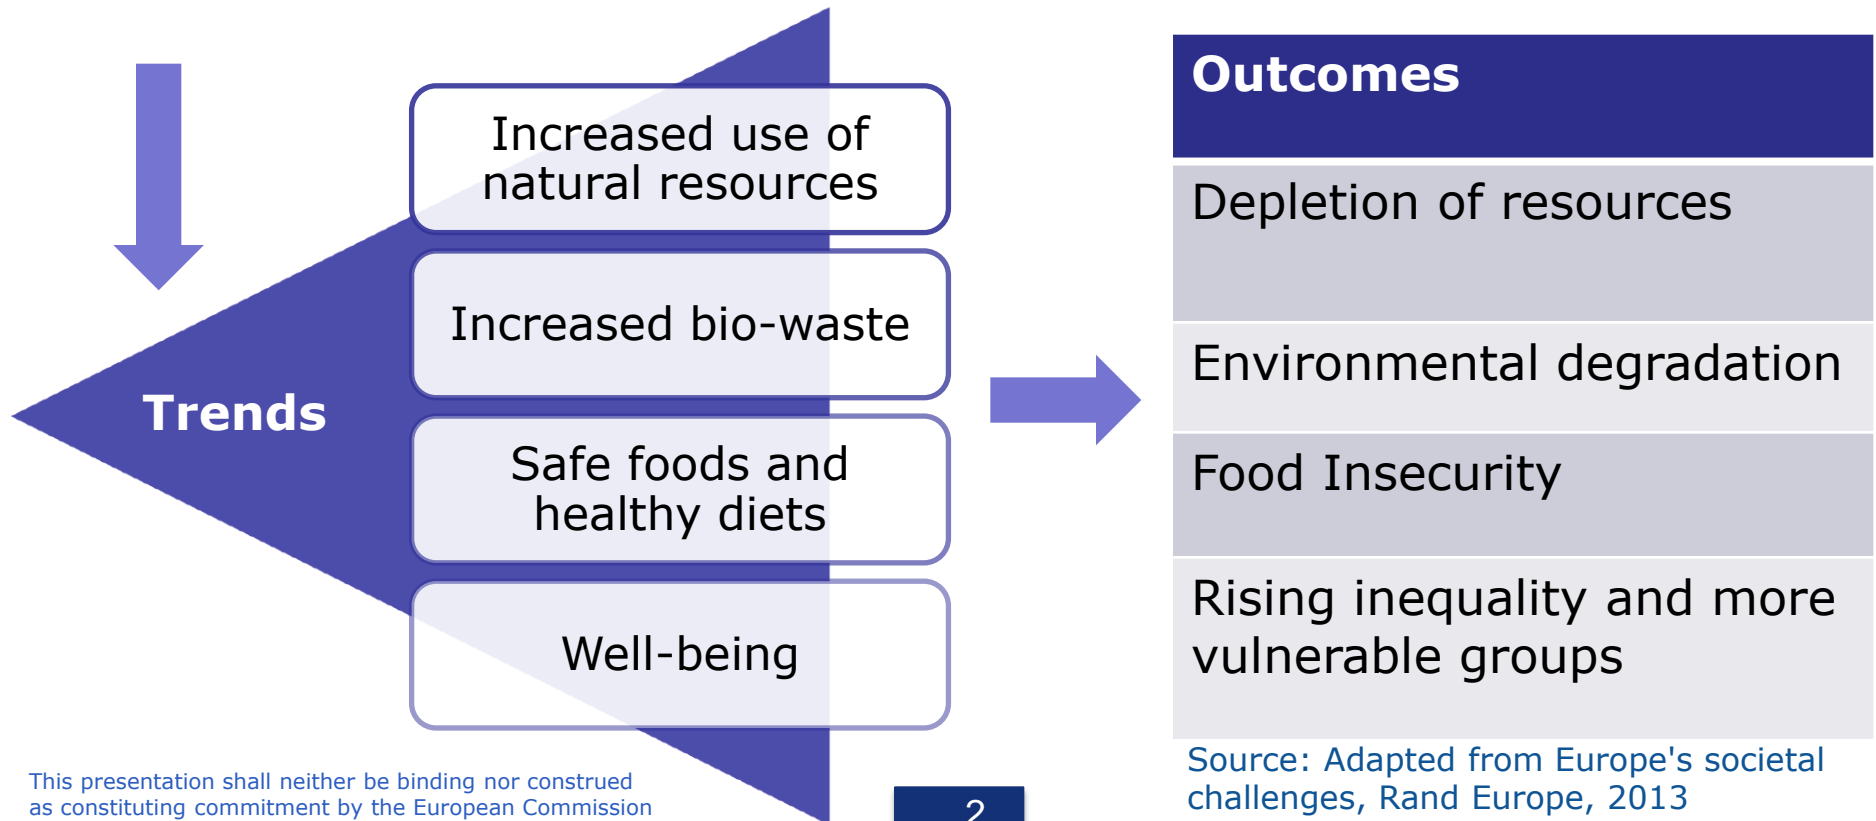 Trends
Increased use of
natural resources
Increased bio-waste
Safe foods and
healthy diets
Well-being
Outcomes
Depletion of resources
Environmental degradation
Food Insecurity
Rising inequality and more
vulnerable groups
Source: Adapted from Europe's societal
challenges, Rand Europe, 2013
This presentation shall neither be binding nor construed
as constituting commitment by the European Commission
2